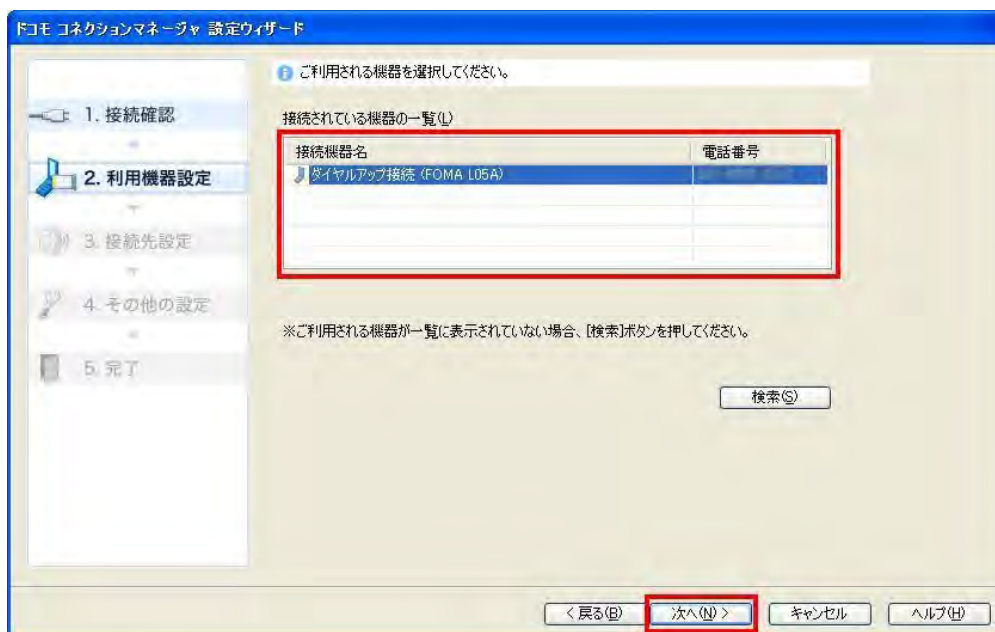 ドコモ コネクションマネージャ 設定ウィザード
ご利用される機器を選択してください。
1. 接続確認
2. 利用機器設定
3. 接続先設定
4. その他の設定
5. 完了
接続されている機器の一覧(L)
接続機器名 電話番号
ダイヤルアップ接続 (FOMA L05A)
※ご利用される機器が一覧に表示されていない場合、[検索]ボタンを押してください。
検索(S)
< 戻る(B) 次へ(N) > キャンセル ヘルプ(H)